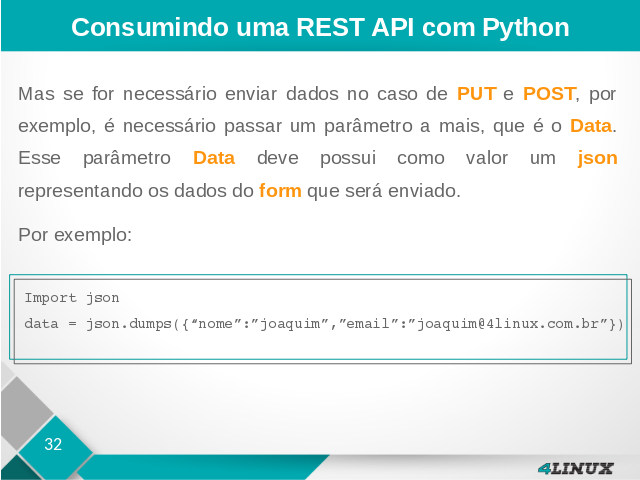 Consumindo uma REST API com Python
Mas se for necessário enviar dados no caso de PUT e POST, por
exemplo, é necessário passar um parâmetro a mais, que é o Data.
Esse parâmetro Data deve possui como valor um json
representando os dados do form que será enviado.
Por exemplo:
Import json
data = json.dumps({“nome”:”joaquim”,”email”:”joaquim@4linux.com.br”})
32
4LINUX